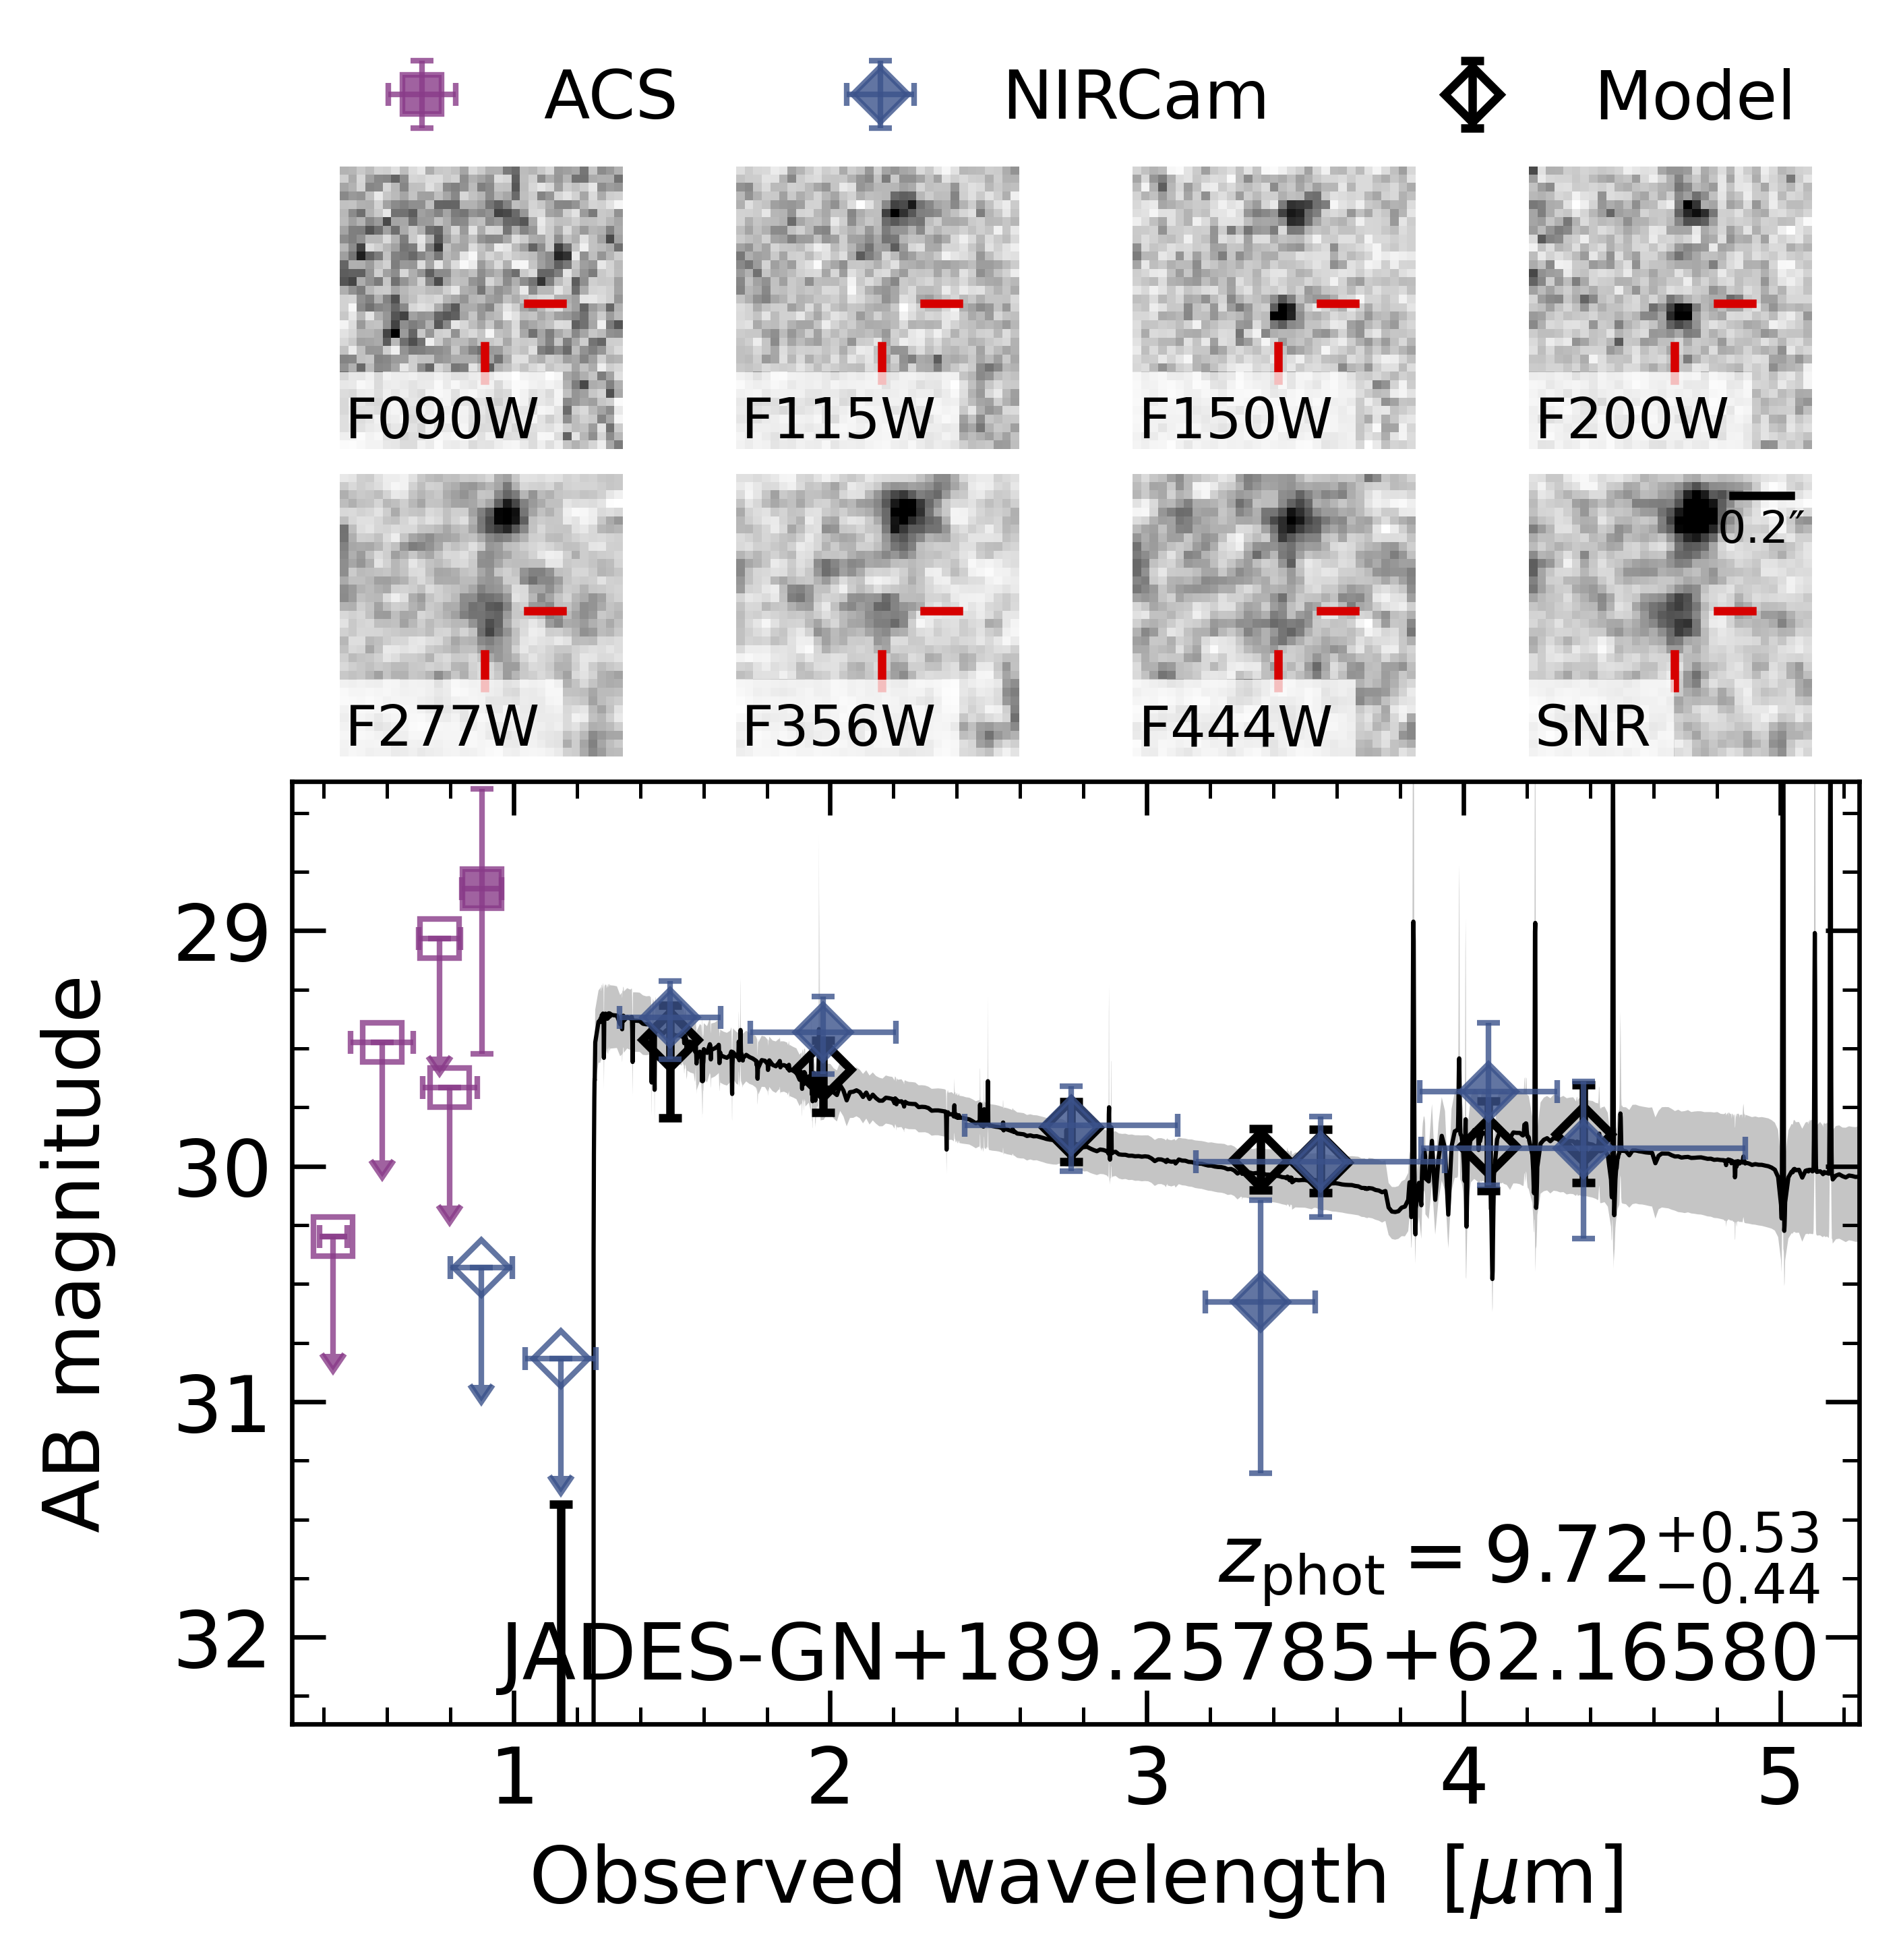 ACS NIRCam Model
F090W F115W F150W F200W
0.2″
F277W F356W F444W SNR
29
30
31
32
AB magnitude
z_phot = 9.72^{+0.53}_{−0.44}
JADES-GN+189.25785+62.16580
1 2 3 4 5
Observed wavelength [μm]